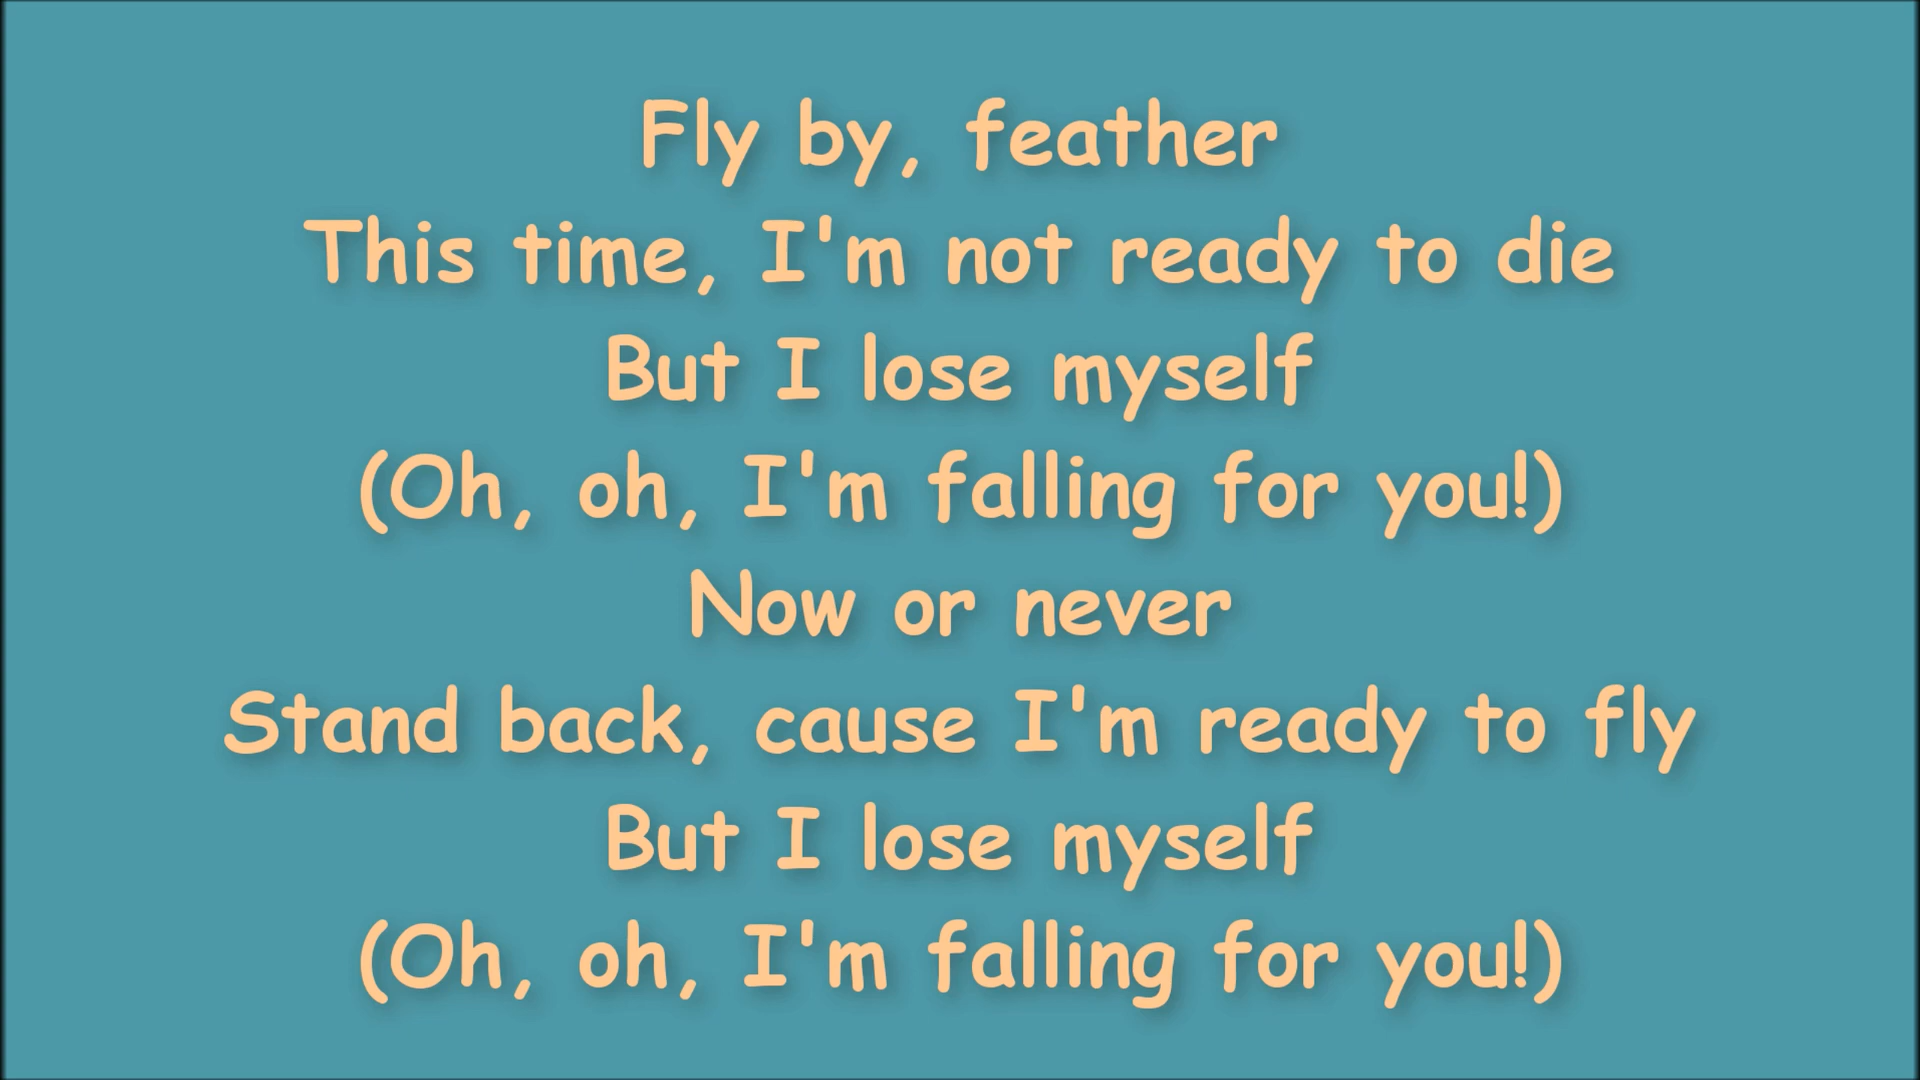 Fly by, feather
This time, I'm not ready to die
But I lose myself
(Oh, oh, I'm falling for you!)
Now or never
Stand back, cause I'm ready to fly
But I lose myself
(Oh, oh, I'm falling for you!)